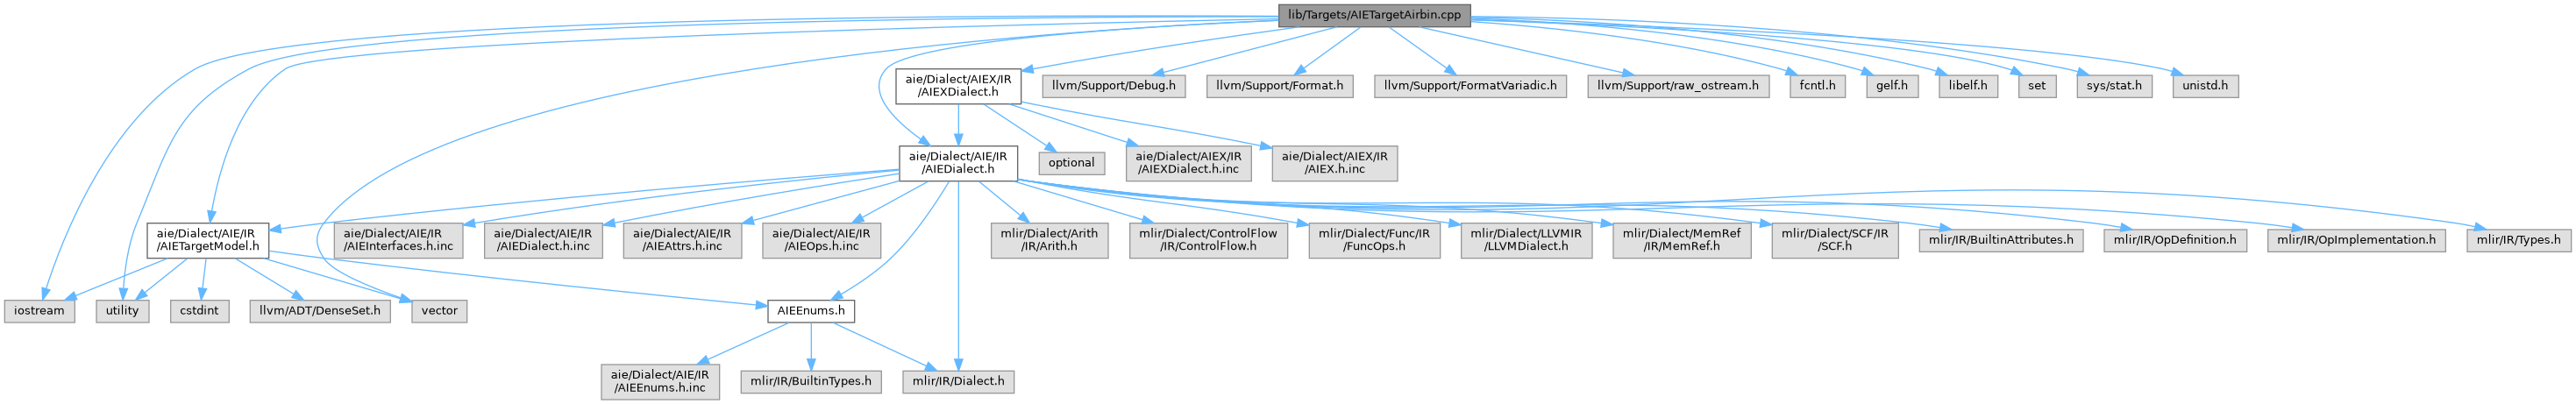 lib/Targets/AIETargetAirbin.cpp
aie/Dialect/AIEX/IR
/AIEXDialect.h
llvm/Support/Debug.h
llvm/Support/Format.h
llvm/Support/FormatVariadic.h
llvm/Support/raw_ostream.h
fcntl.h
gelf.h
libelf.h
set
sys/stat.h
unistd.h
aie/Dialect/AIE/IR
/AIEDialect.h
optional
aie/Dialect/AIEX/IR
/AIEXDialect.h.inc
aie/Dialect/AIEX/IR
/AIEX.h.inc
aie/Dialect/AIE/IR
/AIETargetModel.h
aie/Dialect/AIE/IR
/AIEInterfaces.h.inc
aie/Dialect/AIE/IR
/AIEDialect.h.inc
aie/Dialect/AIE/IR
/AIEAttrs.h.inc
aie/Dialect/AIE/IR
/AIEOps.h.inc
mlir/Dialect/Arith
/IR/Arith.h
mlir/Dialect/ControlFlow
/IR/ControlFlow.h
mlir/Dialect/Func/IR
/FuncOps.h
mlir/Dialect/LLVMIR
/LLVMDialect.h
mlir/Dialect/MemRef
/IR/MemRef.h
mlir/Dialect/SCF/IR
/SCF.h
mlir/IR/BuiltinAttributes.h
mlir/IR/OpDefinition.h
mlir/IR/OpImplementation.h
mlir/IR/Types.h
iostream
utility
cstdint
llvm/ADT/DenseSet.h
vector
AIEEnums.h
aie/Dialect/AIE/IR
/AIEEnums.h.inc
mlir/IR/BuiltinTypes.h
mlir/IR/Dialect.h